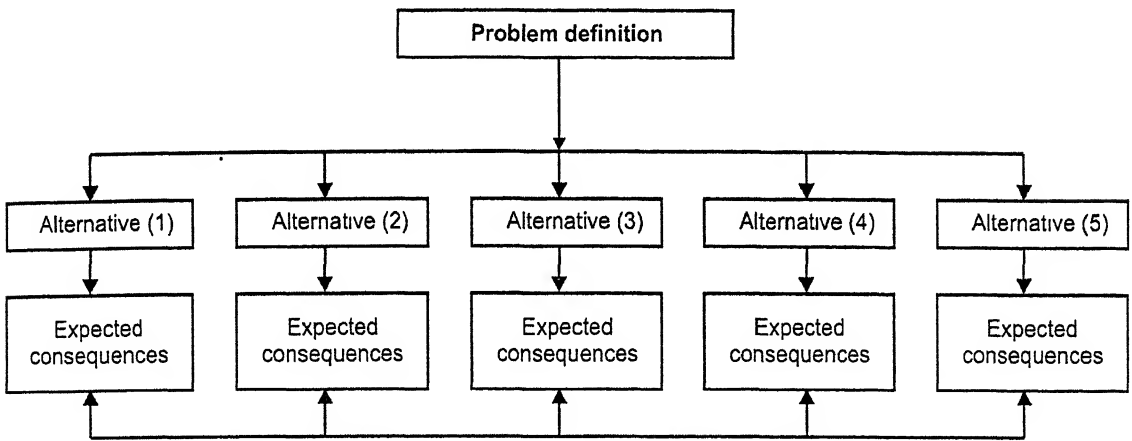 Problem definition
Alternative (1)
Alternative (2)
Alternative (3)
Alternative (4)
Alternative (5)
Expected
consequences
Expected
consequences
Expected
consequences
Expected
consequences
Expected
consequences